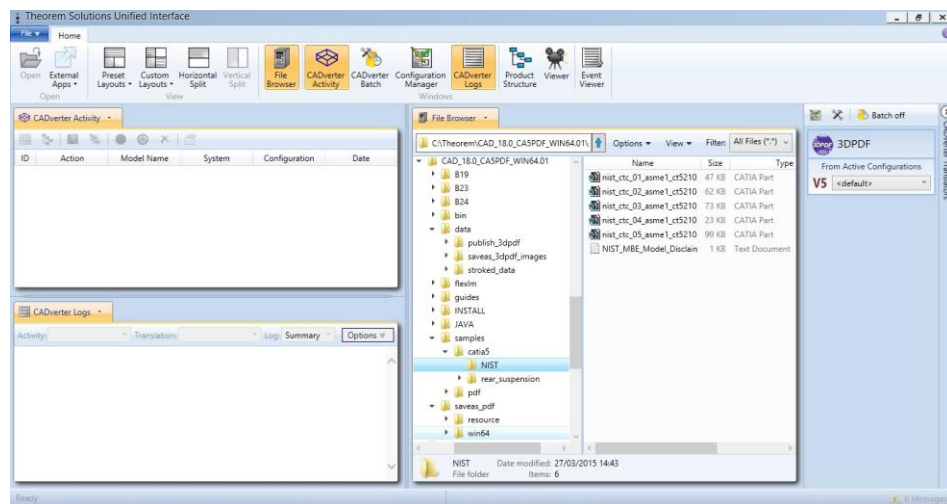 Theorem Solutions Unified Interface
File
Home
Open
External Apps
Preset Layouts
Custom Layouts
Horizontal Split
Vertical Split
File Browser
CADverter Activity
CADverter Batch
Configuration Manager
CADverter Logs
Product Structure
Viewer
Event Viewer
Open
View
Windows
CADverter Activity
ID Action Model Name System Configuration Date
CADverter Logs
Activity: Translation: Log: Summary Options
File Browser
C:\Theorem\CAD_18.0_CA5PDF_WIN64.01\ Options View Filter: All Files (*.*)
CAD_18.0_CA5PDF_WIN64.01
B19
B23
B24
bin
data
publish_3dpdf
saveas_3dpdf_images
stroked_data
flexlm
guides
INSTALL
JAVA
samples
catia5
NIST
rear_suspension
pdf
saveas_pdf
resource
win64
Name Size Type
nist_ctc_01_asme1_ct5210 47 KB CATIA Part
nist_ctc_02_asme1_ct5210 62 KB CATIA Part
nist_ctc_03_asme1_ct5210 73 KB CATIA Part
nist_ctc_04_asme1_ct5210 23 KB CATIA Part
nist_ctc_05_asme1_ct5210 99 KB CATIA Part
NIST_MBE_Model_Disclain 1 KB Text Document
NIST Date modified: 27/03/2015 14:43
File folder Items: 6
Batch off
3DPDF 3DPDF
From Active Configurations
V5 <default>
Ready
0 Messages